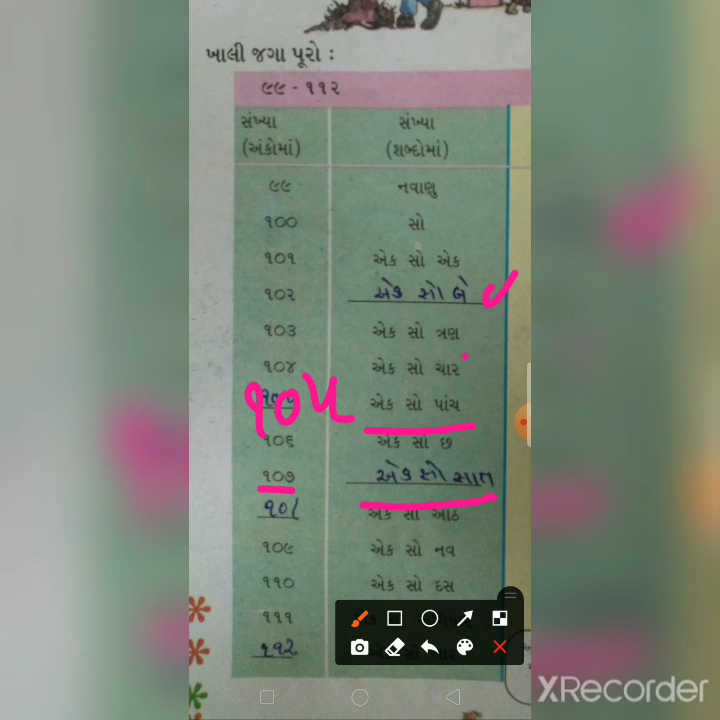 ખાલી જગા પૂરો :
૯૯ - ૧૧૨
સંખ્યા (અંકોમાં) સંખ્યા (શબ્દોમાં)
૯૯ નવાણુ
૧૦૦ સો
૧૦૧ એક સો એક
૧૦૨ એક સો બે
૧૦૩ એક સો ત્રણ
૧૦૪ એક સો ચાર
૧૦૫ એક સો પાંચ
૧૦૬ એક સો છ
૧૦૭ એક સો સાત
૧૦૮ એક સો આઠ
૧૦૯ એક સો નવ
૧૧૦ એક સો દસ
૧૧૧
૧૧૨
XRecorder